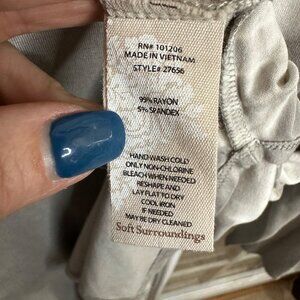 RN# 101206
MADE IN VIETNAM
STYLE# 27656
95% RAYON
5% SPANDEX
HAND WASH COLD
ONLY NON-CHLORINE
BLEACH WHEN NEEDED
RESHAPE AND
LAY FLAT TO DRY
COOL IRON
IF NEEDED
MAY BE DRY CLEANED
Soft Surroundings